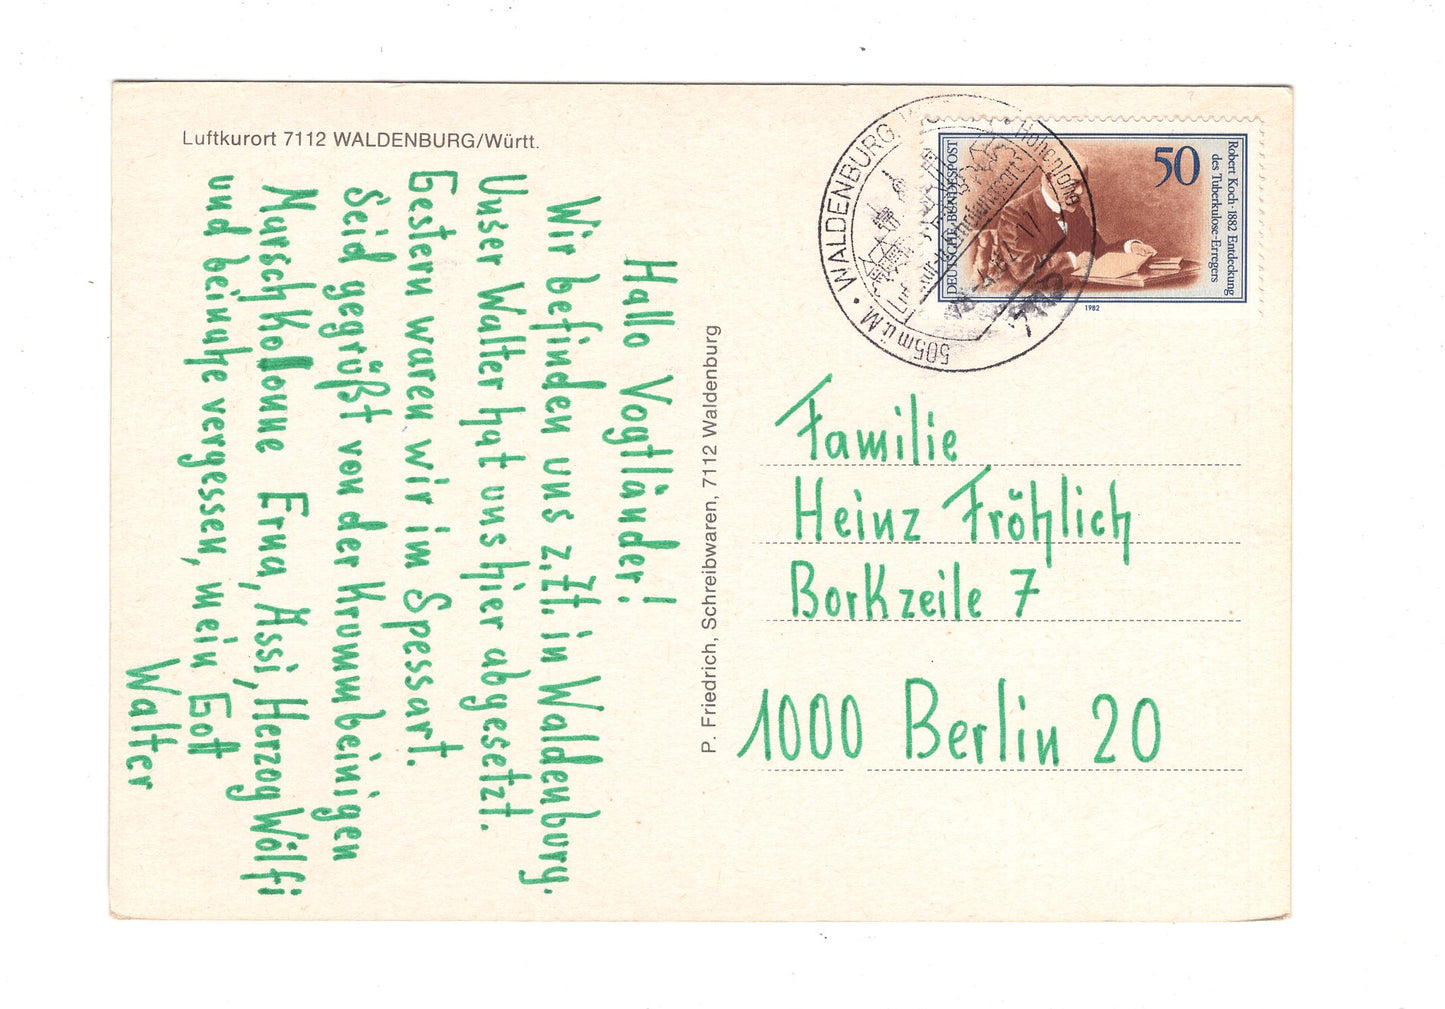 Luftkurort 7112 WALDENBURG/Württ.
Hallo Vogtländer!
Wir befinden uns z.Zt. in Waldenburg.
Unser Walter hat uns hier abgesetzt.
Gestern waren wir im Spessart.
Seid gegrüßt von der Krummbeinigen
Marschkolonne Erna, Assi, Herzog Wölfi
und beinahe vergessen, mein Gott
Walter
P. Friedrich, Schreibwaren, 7112 Waldenburg
WALDENBURG
Hohenlohe
505m ü.M.
7112
DEUTSCHE BUNDESPOST
50
Robert Koch·1882 Entdeckung
des Tuberkulose-Erregers
1982
Familie
Heinz Fröhlich
Borkzeile 7
1000 Berlin 20